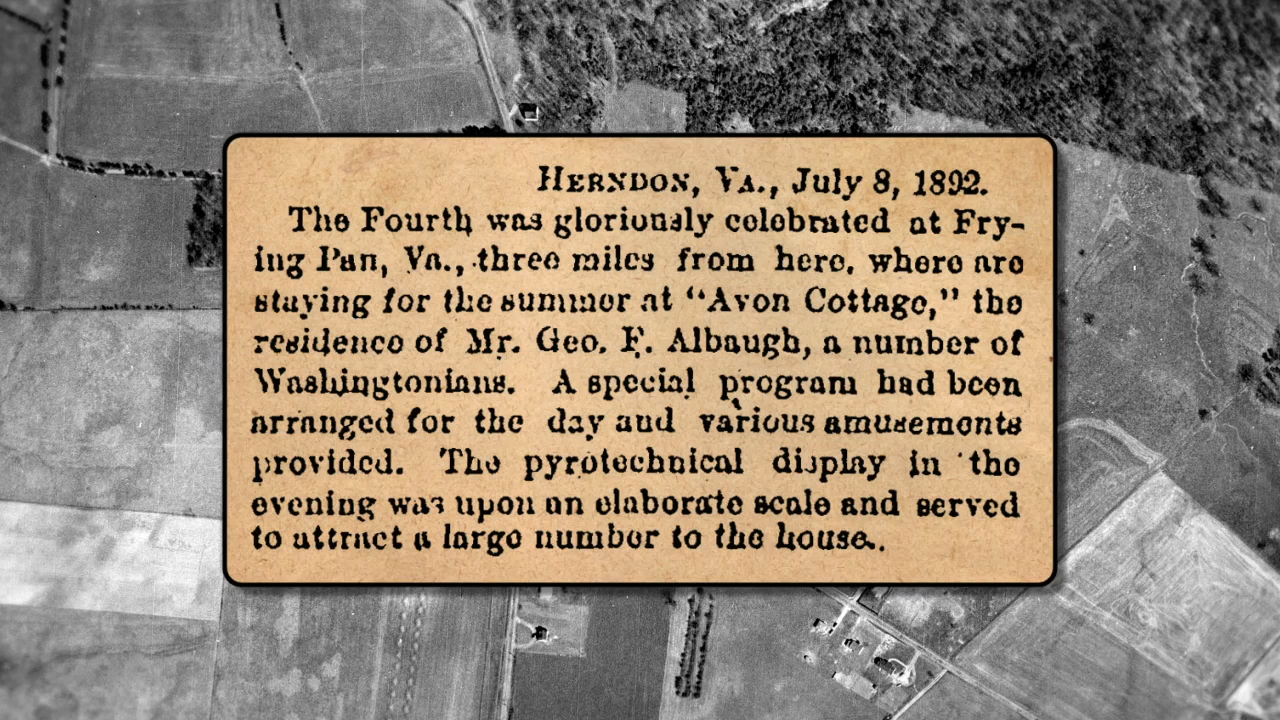 HERNDON, VA., July 8, 1892.
The Fourth was gloriously celebrated at Fry-
ing Pan, Va., three miles from here, where are
staying for the summer at "Avon Cottage," the
residence of Mr. Geo. F. Albaugh, a number of
Washingtonians. A special program had been
arranged for the day and various amusements
provided. The pyrotechnical display in the
evening was upon an elaborate scale and served
to attract a large number to the house.